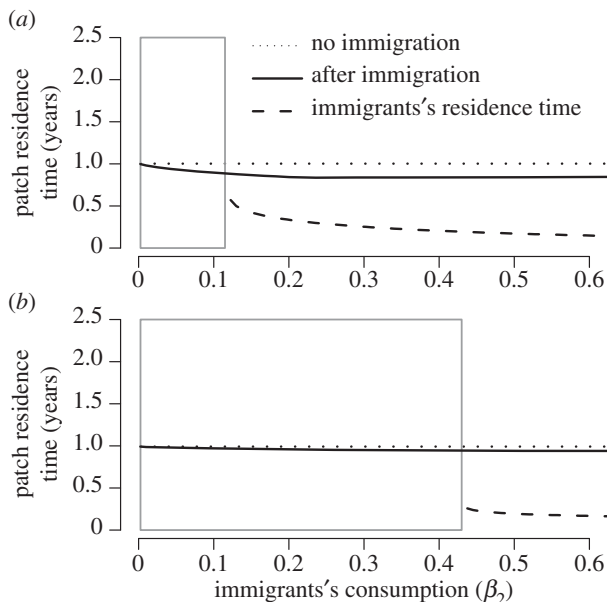 (a)
2.5
2.0
1.5
1.0
0.5
0
patch residence
time (years)
no immigration
after immigration
immigrants's residence time
0 0.1 0.2 0.3 0.4 0.5 0.6
(b)
2.5
2.0
1.5
1.0
0.5
0
patch residence
time (years)
0 0.1 0.2 0.3 0.4 0.5 0.6
immigrants's consumption (β₂)